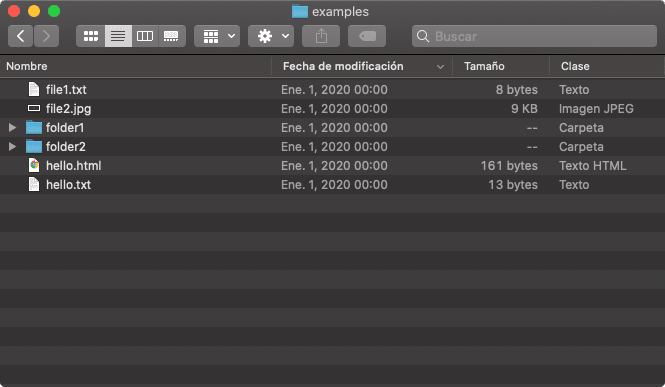 examples
Buscar
Nombre Fecha de modificación Tamaño Clase
file1.txt Ene. 1, 2020 00:00 8 bytes Texto
file2.jpg Ene. 1, 2020 00:00 9 KB Imagen JPEG
folder1 Ene. 1, 2020 00:00 -- Carpeta
folder2 Ene. 1, 2020 00:00 -- Carpeta
hello.html Ene. 1, 2020 00:00 161 bytes Texto HTML
hello.txt Ene. 1, 2020 00:00 13 bytes Texto